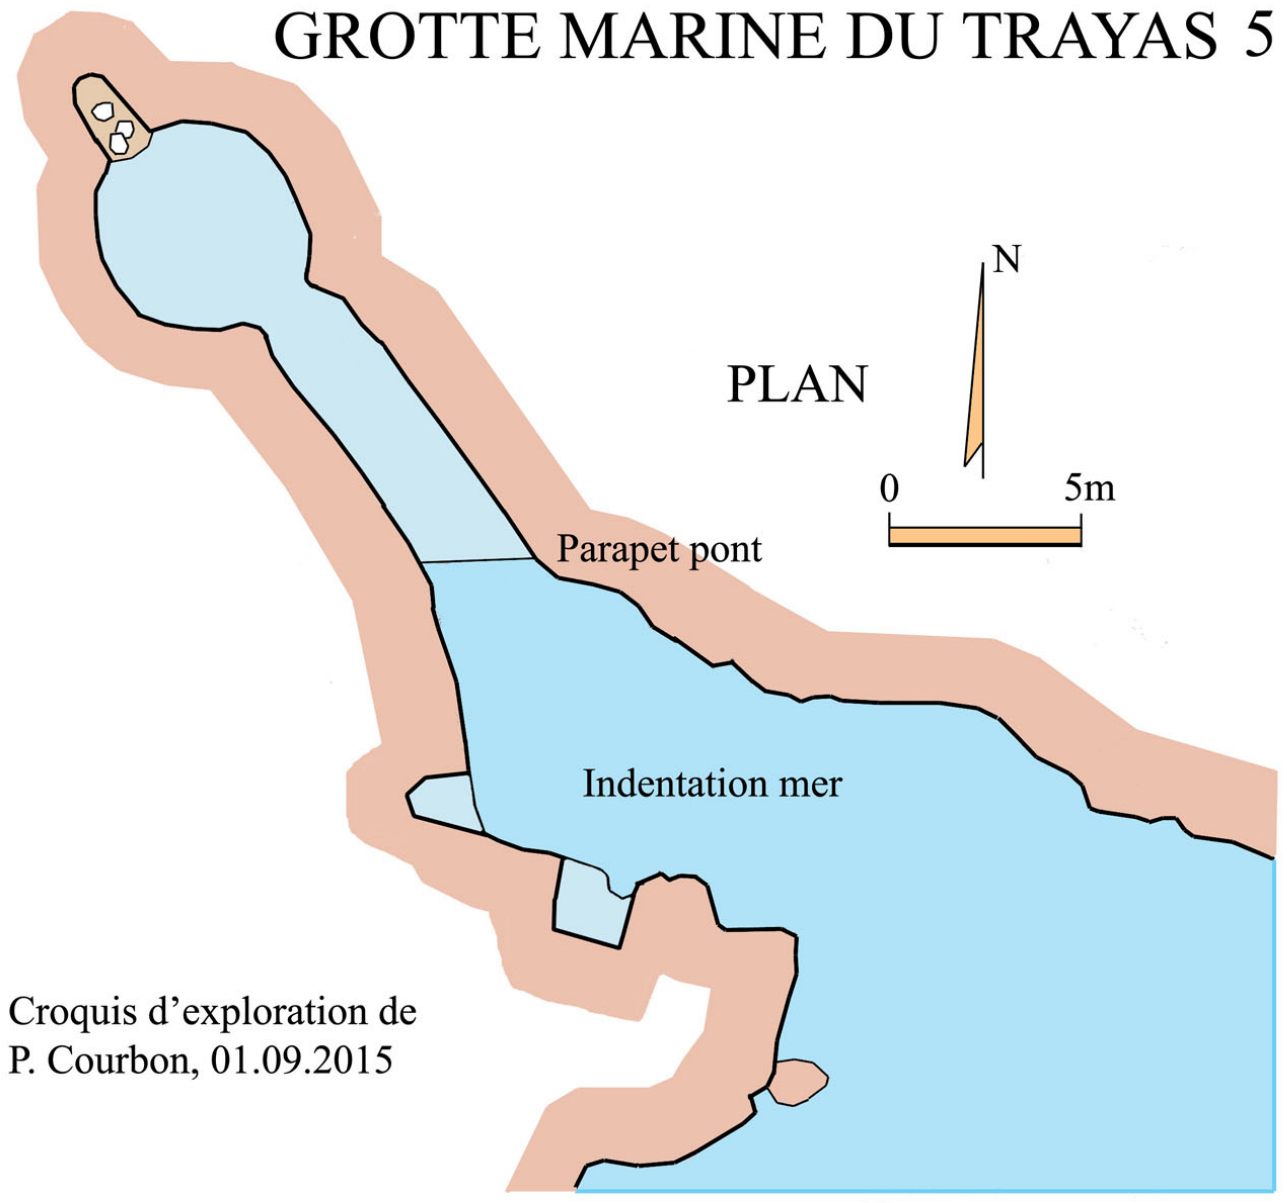 GROTTE MARINE DU TRAYAS 5
N
PLAN
0 5m
Parapet pont
Indentation mer
Croquis d’exploration de
P. Courbon, 01.09.2015